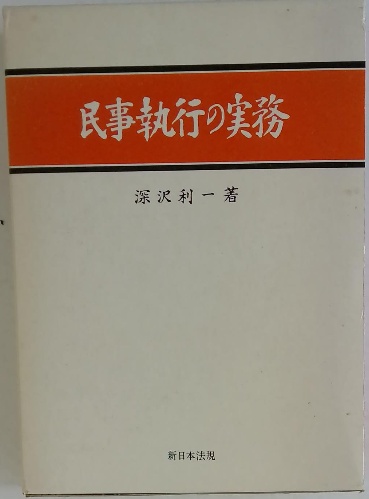 民事執行の実務
深沢利一著
新日本法規